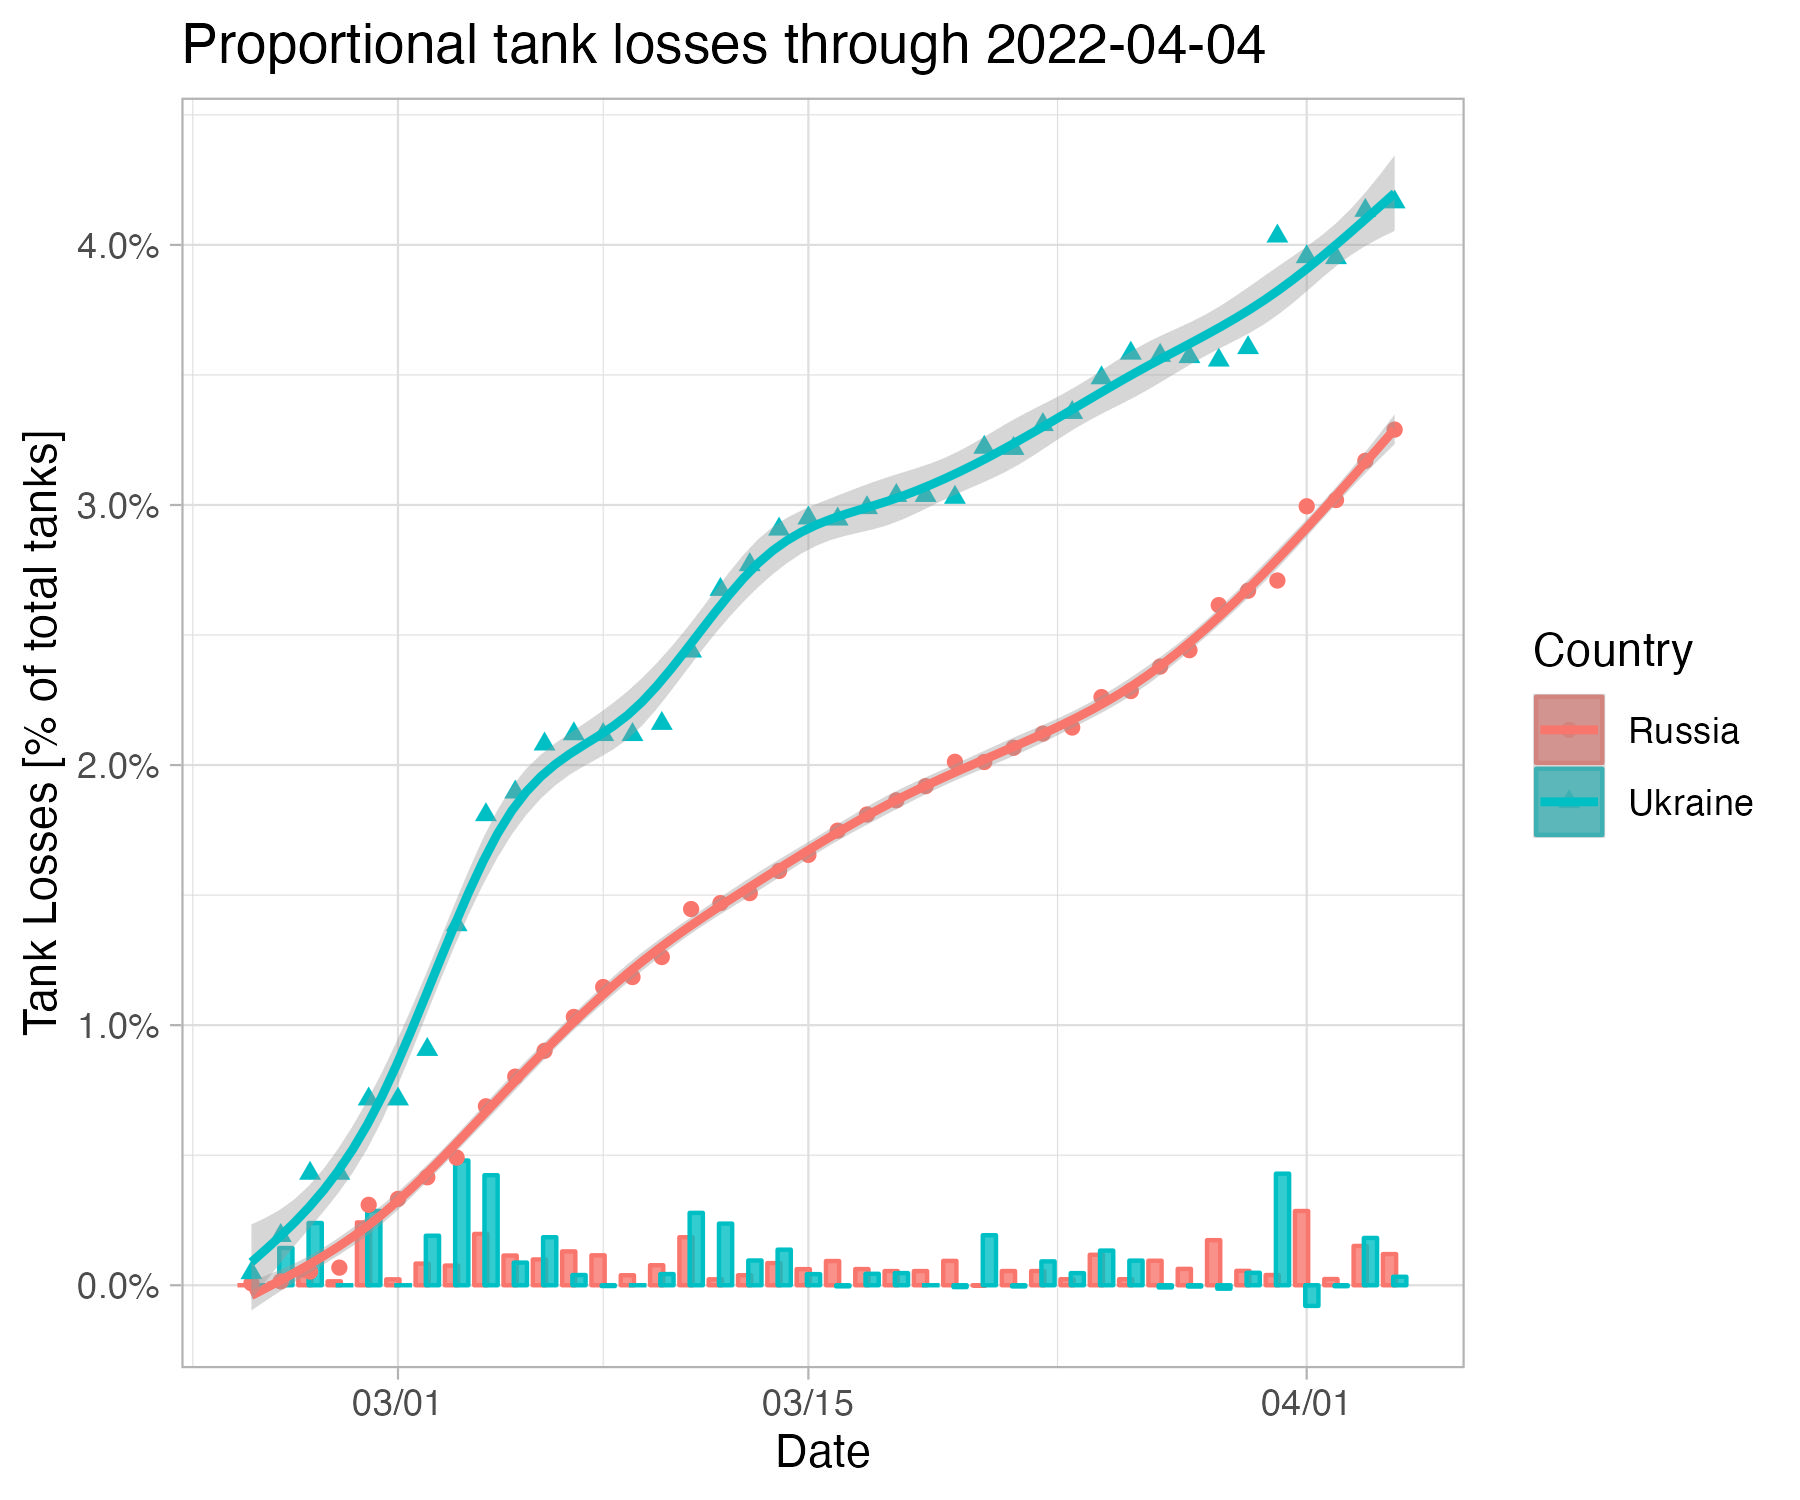 Proportional tank losses through 2022-04-04
Tank Losses [% of total tanks]
4.0%
3.0%
2.0%
1.0%
0.0%
03/01
03/15
04/01
Date
Country
Russia
Ukraine